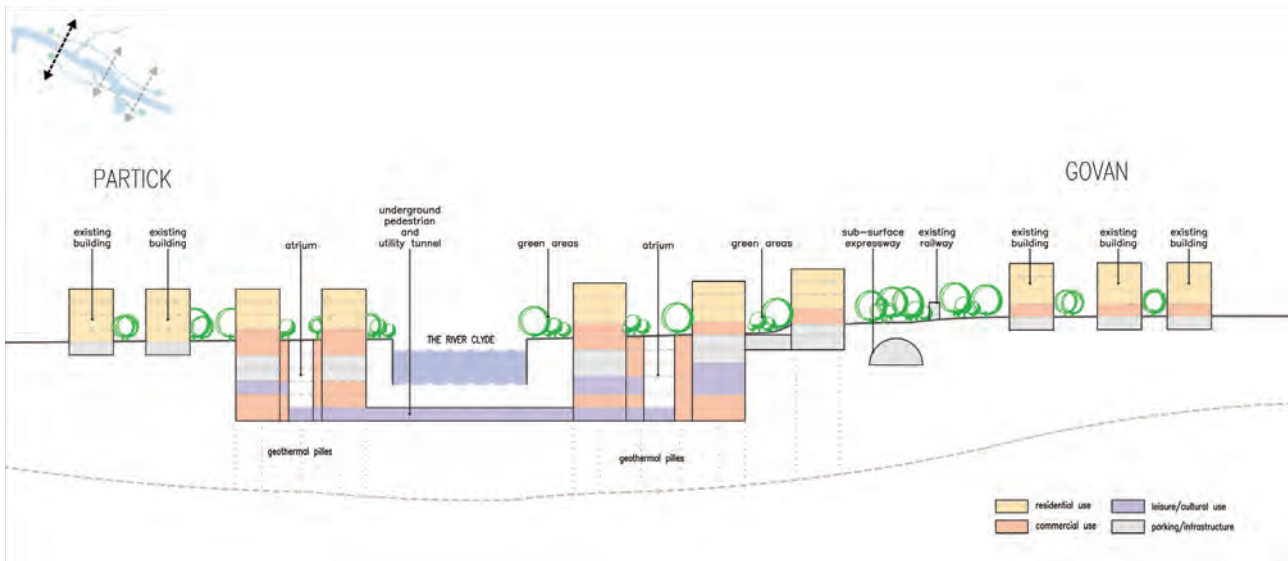 PARTICK
GOVAN
existing
building
existing
building
atrium
underground
pedestrian
and
utility tunnel
green areas
atrium
green areas
sub-surface
expressway
existing
railway
existing
building
existing
building
existing
building
THE RIVER CLYDE
geothermal pilles
geothermal pilles
residential use
commercial use
leisure/cultural use
parking/infrastructure